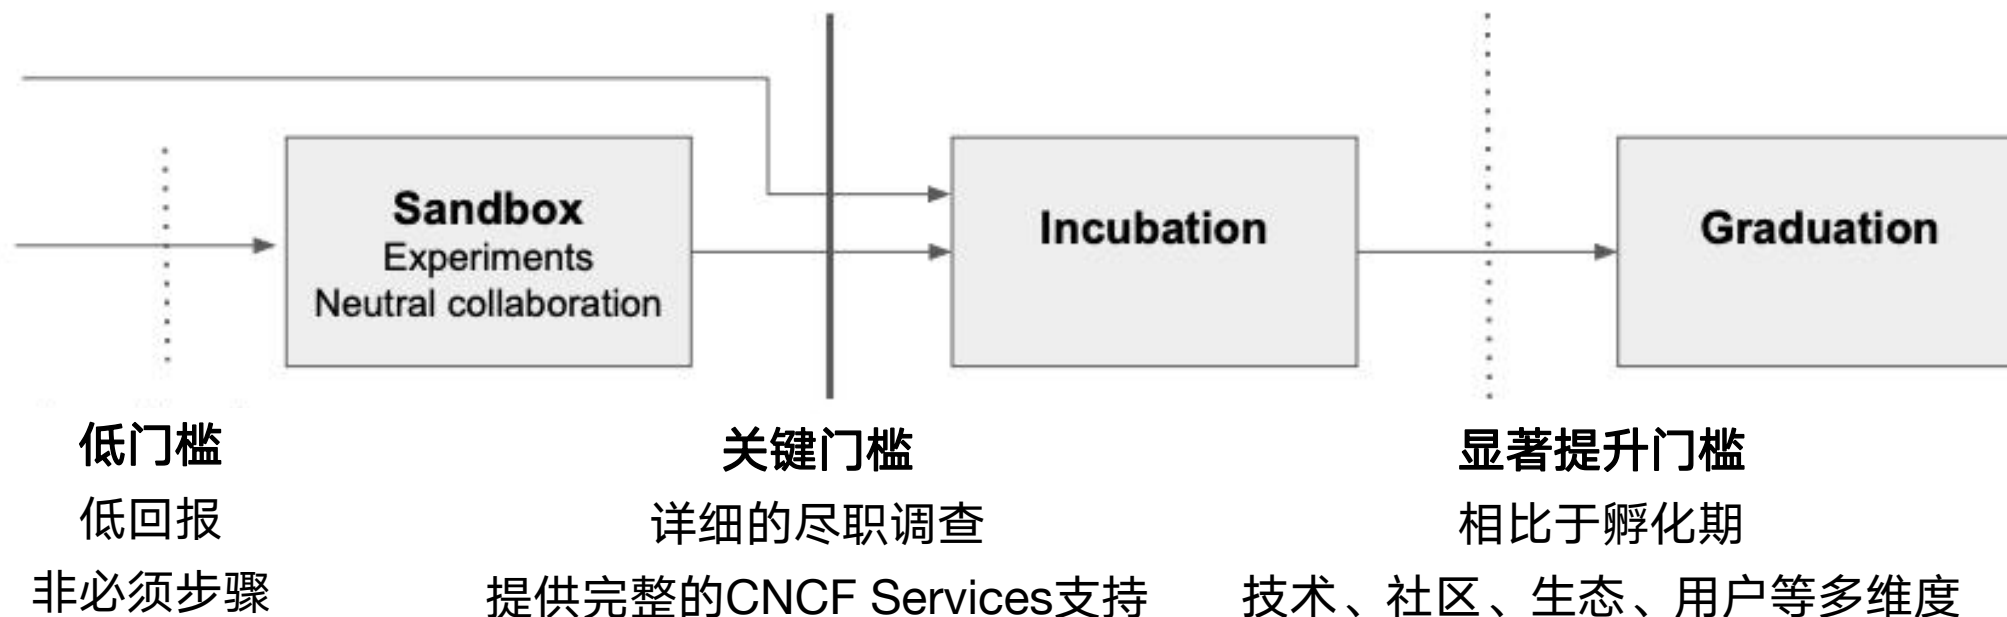 Sandbox
Experiments
Neutral collaboration
Incubation
Graduation
低门槛
低回报
非必须步骤
关键门槛
详细的尽职调查
提供完整的CNCF Services支持
显著提升门槛
相比于孵化期
技术、社区、生态、用户等多维度